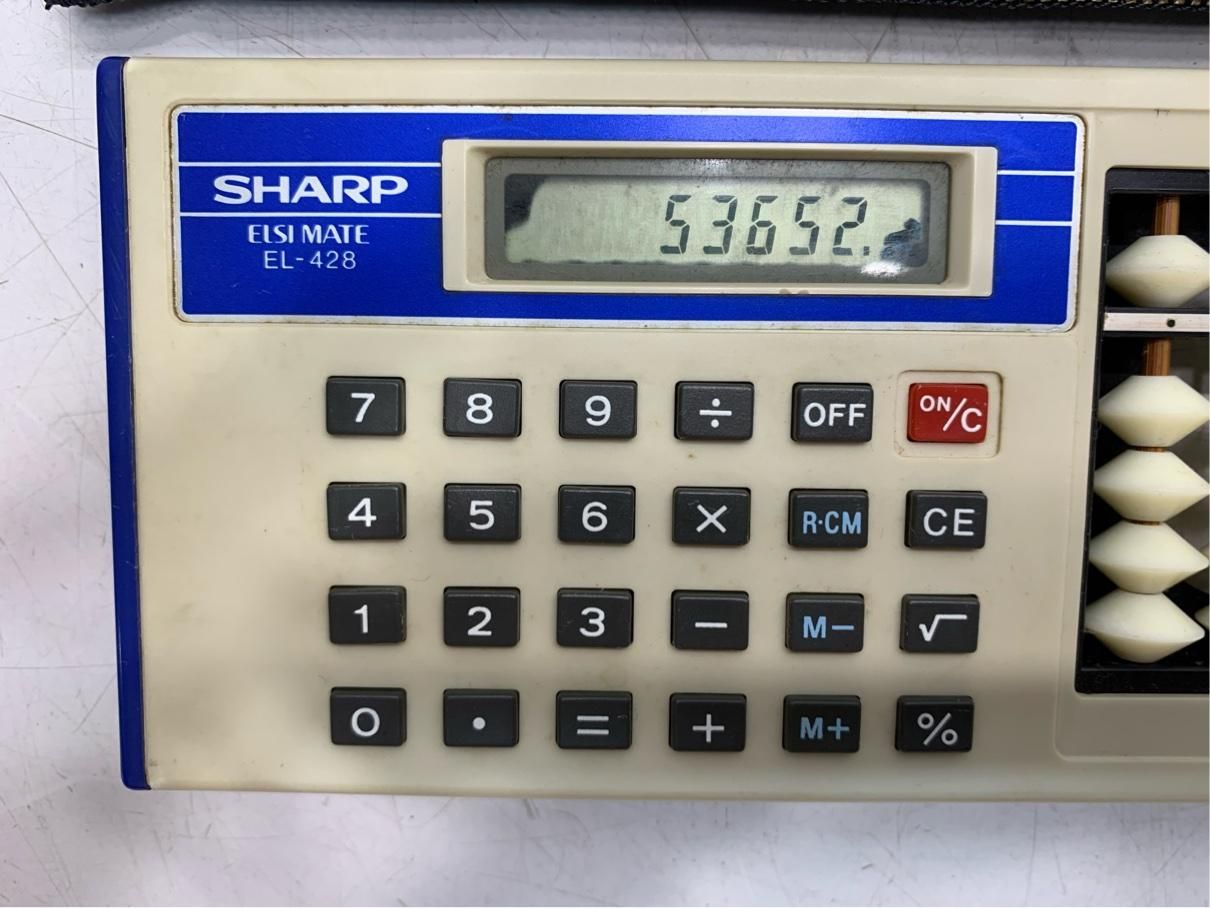 SHARP
ELSI MATE
EL-428
53652.
7 8 9 ÷ OFF ON/C
4 5 6 × R·CM CE
1 2 3 − M− √
0 · = + M+ %